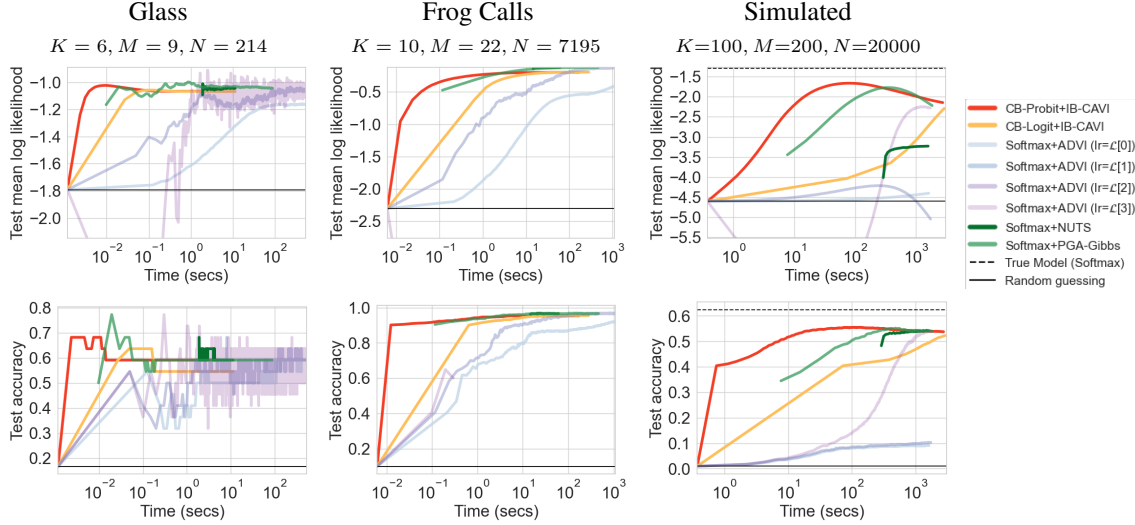 Glass
Frog Calls
Simulated
K = 6, M = 9, N = 214
K = 10, M = 22, N = 7195
K=100, M=200, N=20000
Test mean log likelihood
−1.0
−1.2
−1.4
−1.6
−1.8
−2.0
10⁻² 10⁻¹ 10⁰ 10¹ 10²
Time (secs)
Test mean log likelihood
−0.5
−1.0
−1.5
−2.0
−2.5
10⁻² 10⁻¹ 10⁰ 10¹ 10² 10³
Time (secs)
Test mean log likelihood
−1.5
−2.0
−2.5
−3.0
−3.5
−4.0
−4.5
−5.0
−5.5
10⁰ 10¹ 10² 10³
Time (secs)
CB-Probit+IB-CAVI
CB-Logit+IB-CAVI
Softmax+ADVI (lr=ℒ[0])
Softmax+ADVI (lr=ℒ[1])
Softmax+ADVI (lr=ℒ[2])
Softmax+ADVI (lr=ℒ[3])
Softmax+NUTS
Softmax+PGA-Gibbs
True Model (Softmax)
Random guessing
Test accuracy
0.8
0.7
0.6
0.5
0.4
0.3
0.2
10⁻² 10⁻¹ 10⁰ 10¹ 10²
Time (secs)
Test accuracy
1.0
0.8
0.6
0.4
0.2
10⁻² 10⁻¹ 10⁰ 10¹ 10² 10³
Time (secs)
Test accuracy
0.6
0.5
0.4
0.3
0.2
0.1
0.0
10⁰ 10¹ 10² 10³
Time (secs)